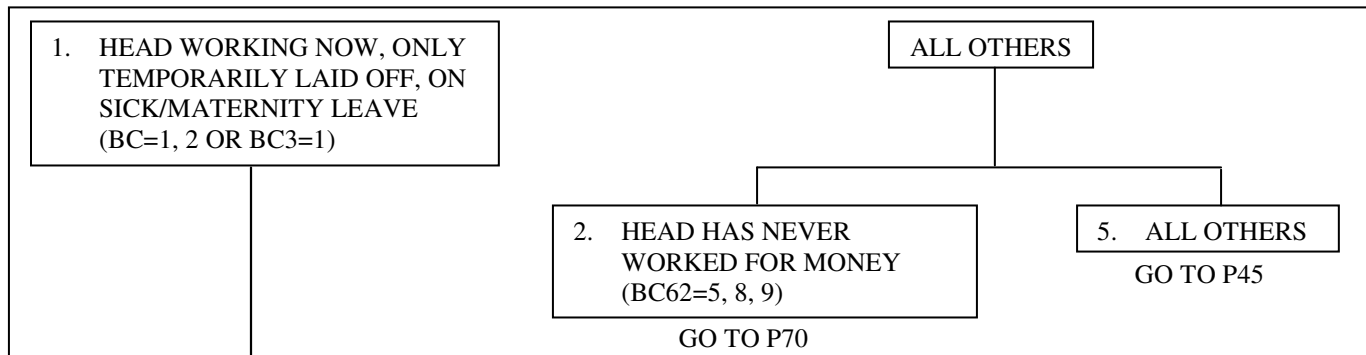 1. HEAD WORKING NOW, ONLY
TEMPORARILY LAID OFF, ON
SICK/MATERNITY LEAVE
(BC=1, 2 OR BC3=1)
ALL OTHERS
2. HEAD HAS NEVER
WORKED FOR MONEY
(BC62=5, 8, 9)
GO TO P70
5. ALL OTHERS
GO TO P45